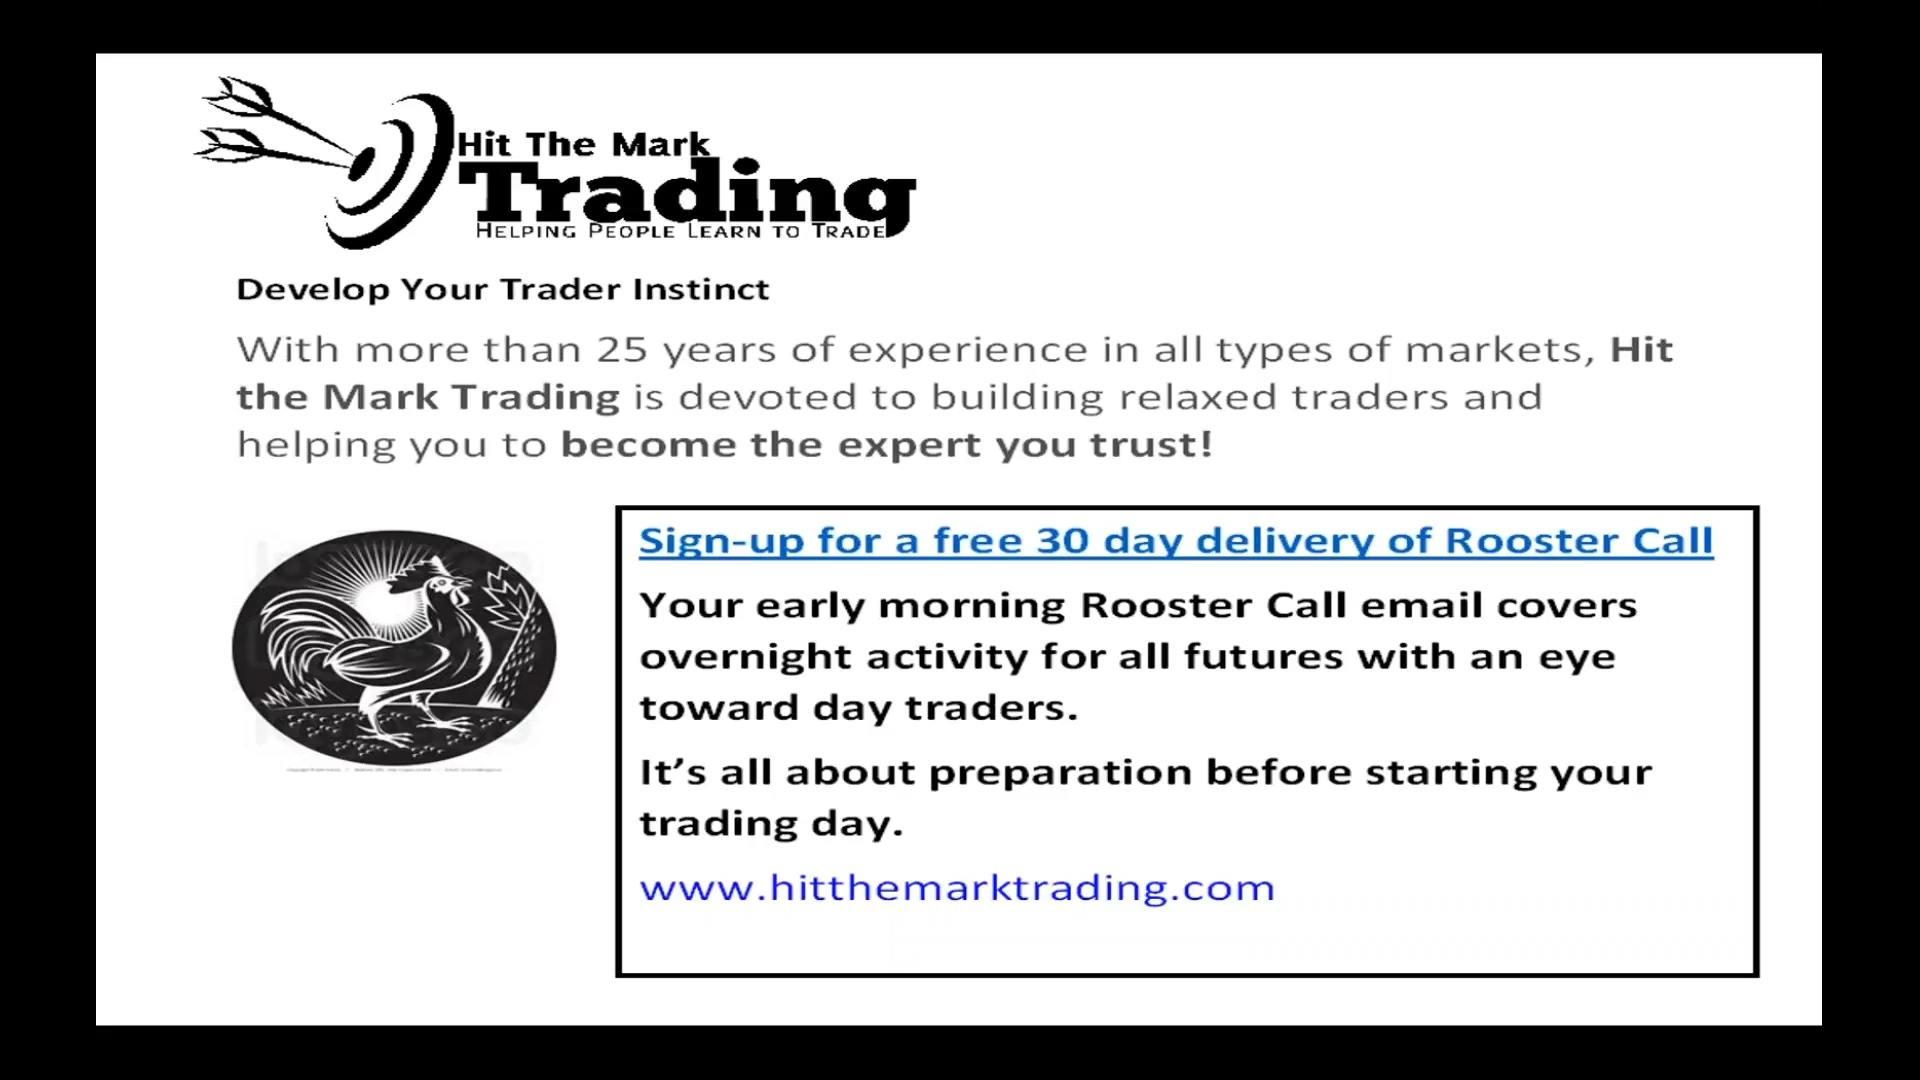 Hit The Mark
Trading
HELPING PEOPLE LEARN TO TRADE
Develop Your Trader Instinct
With more than 25 years of experience in all types of markets, Hit
the Mark Trading is devoted to building relaxed traders and
helping you to become the expert you trust!
Sign-up for a free 30 day delivery of Rooster Call
Your early morning Rooster Call email covers
overnight activity for all futures with an eye
toward day traders.
It’s all about preparation before starting your
trading day.
www.hitthemarktrading.com